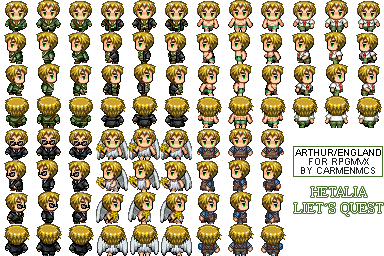 ARTHUR/ENGLAND
FOR RPGMVX
BY CARMENMCS
HETALIA
LIET'S QUEST